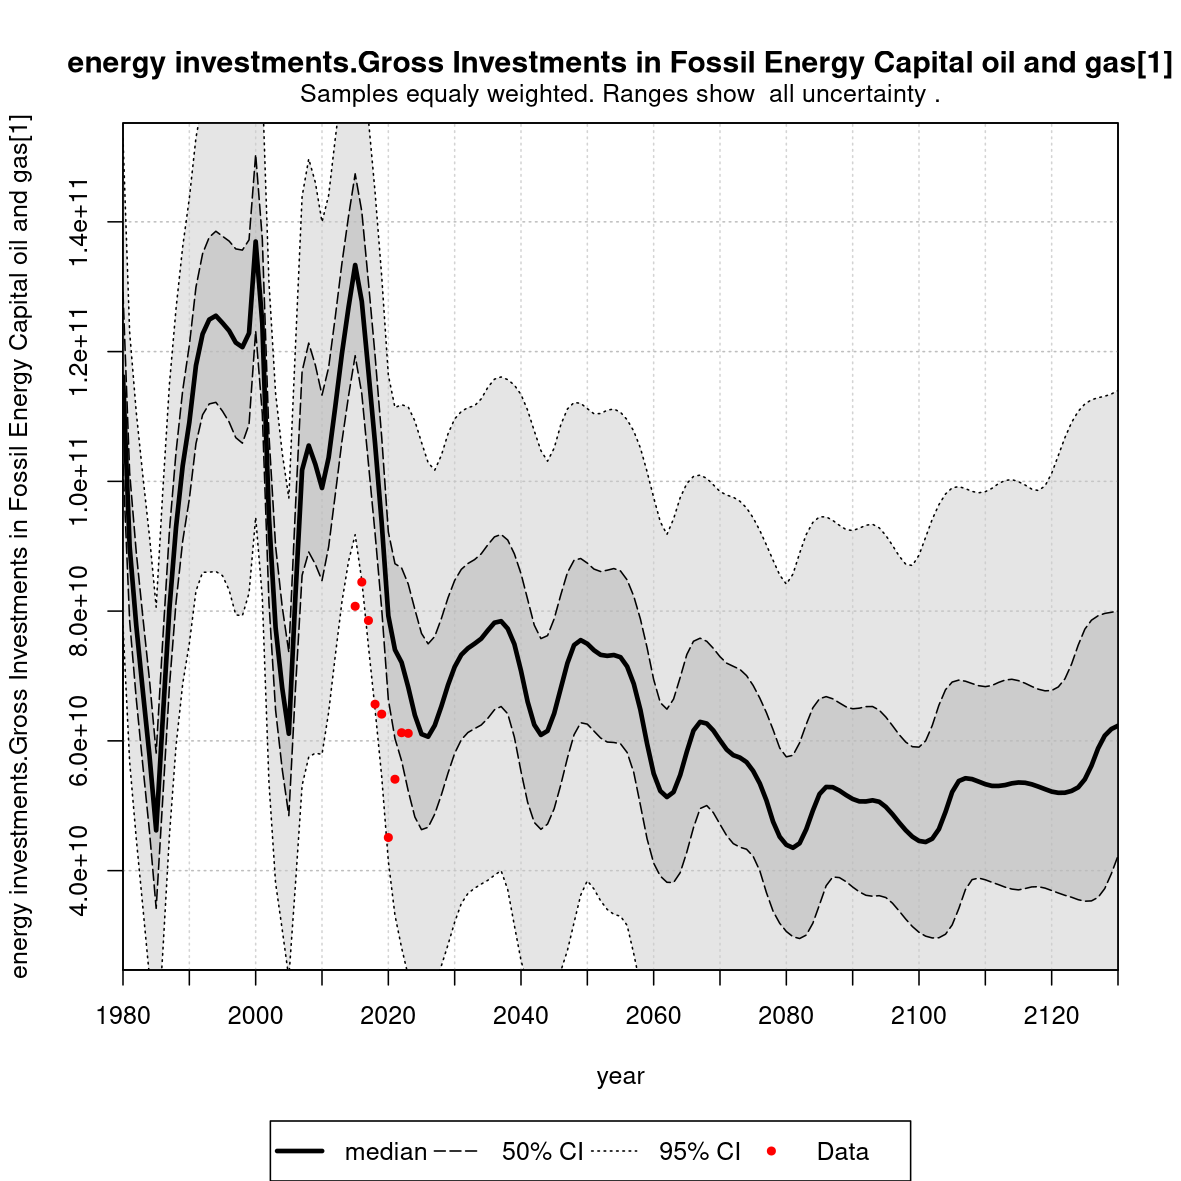 energy investments.Gross Investments in Fossil Energy Capital oil and gas[1]
Samples equaly weighted. Ranges show  all uncertainty .
energy investments.Gross Investments in Fossil Energy Capital oil and gas[1]
1.4e+11
1.2e+11
1.0e+11
8.0e+10
6.0e+10
4.0e+10
1980 2000 2020 2040 2060 2080 2100 2120
year
median 50% CI 95% CI Data